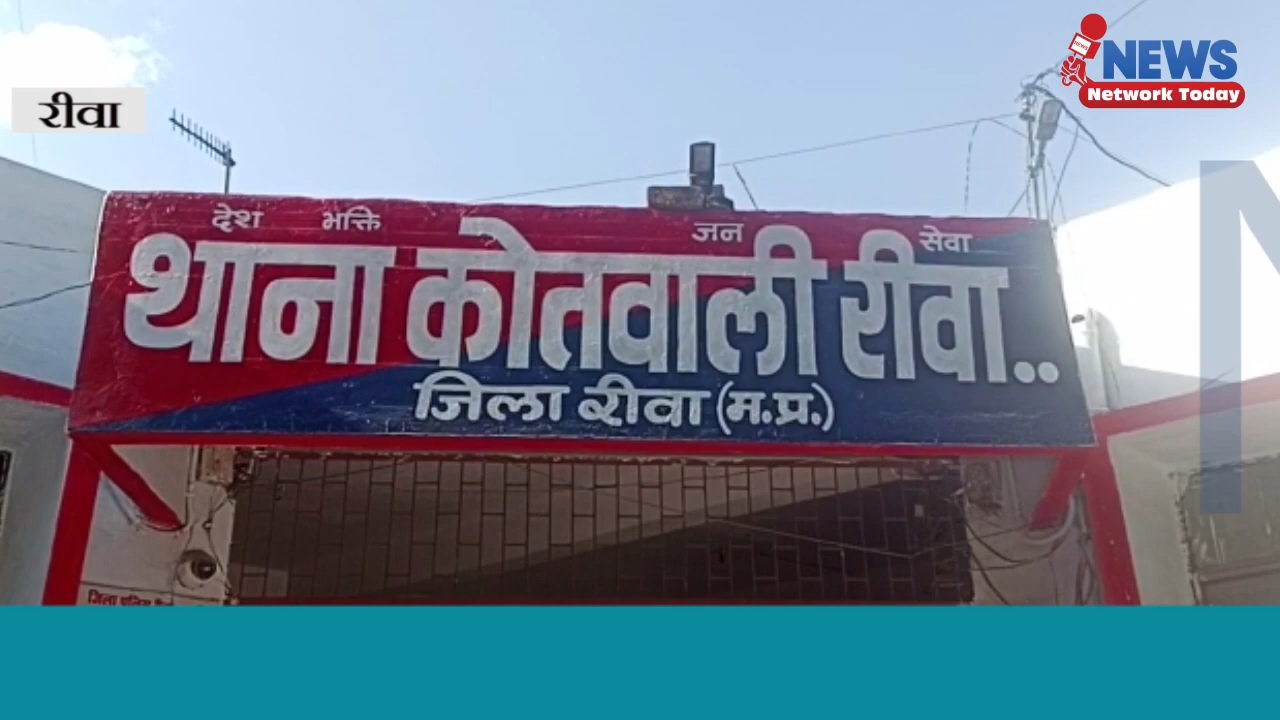 NEWS
Network Today
रीवा
देश भक्ति जन सेवा
थाना कोतवाली रीवा..
जिला रीवा (म.प्र.)
जिला पुलिस